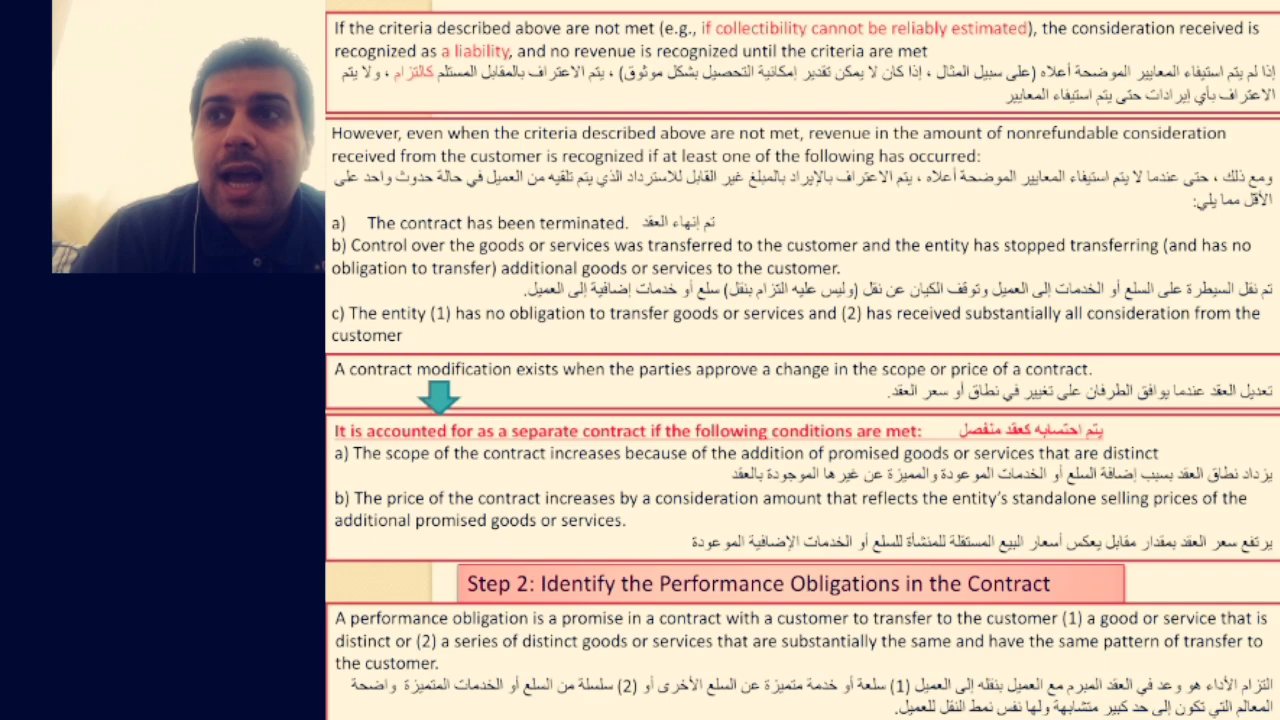 If the criteria described above are not met (e.g., if collectibility cannot be reliably estimated), the consideration received is
recognized as a liability, and no revenue is recognized until the criteria are met
إذا لم يتم استيفاء المعايير الموضحة أعلاه (على سبيل المثال ، إذا كان لا يمكن تقدير إمكانية التحصيل بشكل موثوق) ، يتم الاعتراف بالمقابل المستلم كالتزام ، ولا يتم
الاعتراف بأي إيرادات حتى يتم استيفاء المعايير
However, even when the criteria described above are not met, revenue in the amount of nonrefundable consideration
received from the customer is recognized if at least one of the following has occurred:
ومع ذلك ، حتى عندما لا يتم استيفاء المعايير الموضحة أعلاه ، يتم الاعتراف بالإيراد بالمبلغ غير القابل للاسترداد الذي يتم تلقيه من العميل في حالة حدوث واحد على
الأقل مما يلي:
a) The contract has been terminated. تم إنهاء العقد
b) Control over the goods or services was transferred to the customer and the entity has stopped transferring (and has no
obligation to transfer) additional goods or services to the customer.
تم نقل السيطرة على السلع أو الخدمات إلى العميل وتوقف الكيان عن نقل (وليس عليه التزام بنقل) سلع أو خدمات إضافية إلى العميل.
c) The entity (1) has no obligation to transfer goods or services and (2) has received substantially all consideration from the
customer
A contract modification exists when the parties approve a change in the scope or price of a contract.
تعديل العقد عندما يوافق الطرفان على تغيير في نطاق أو سعر العقد.
It is accounted for as a separate contract if the following conditions are met: يتم احتسابه كعقد منفصل
a) The scope of the contract increases because of the addition of promised goods or services that are distinct
يزداد نطاق العقد بسبب إضافة السلع أو الخدمات الموعودة والمميزة عن غيرها الموجودة بالعقد
b) The price of the contract increases by a consideration amount that reflects the entity's standalone selling prices of the
additional promised goods or services.
يرتفع سعر العقد بمقدار مقابل يعكس أسعار البيع المستقلة للمنشأة للسلع أو الخدمات الإضافية الموعودة
Step 2: Identify the Performance Obligations in the Contract
A performance obligation is a promise in a contract with a customer to transfer to the customer (1) a good or service that is
distinct or (2) a series of distinct goods or services that are substantially the same and have the same pattern of transfer to
the customer.
التزام الأداء هو وعد في العقد المبرم مع العميل بنقله إلى العميل (1) سلعة أو خدمة متميزة عن السلع الأخرى أو (2) سلسلة من السلع أو الخدمات المتميزة واضحة
المعالم التي تكون إلى حد كبير متشابهة ولها نفس نمط النقل للعميل.